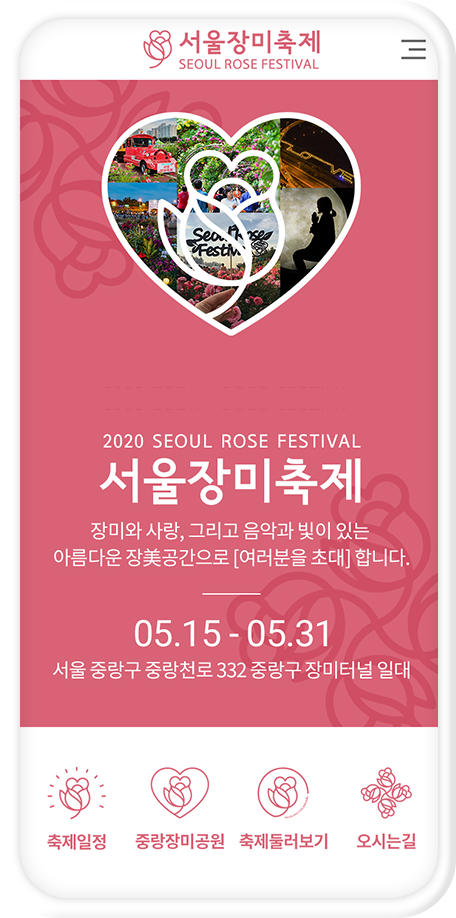 서울장미축제
SEOUL ROSE FESTIVAL
Seoul Rose
Festival
2020 SEOUL ROSE FESTIVAL
서울장미축제
장미와 사랑, 그리고 음악과 빛이 있는
아름다운 장美공간으로 [여러분을 초대] 합니다.
05.15 - 05.31
서울 중랑구 중랑천로 332 중랑구 장미터널 일대
축제일정 중랑장미공원 축제둘러보기 오시는길